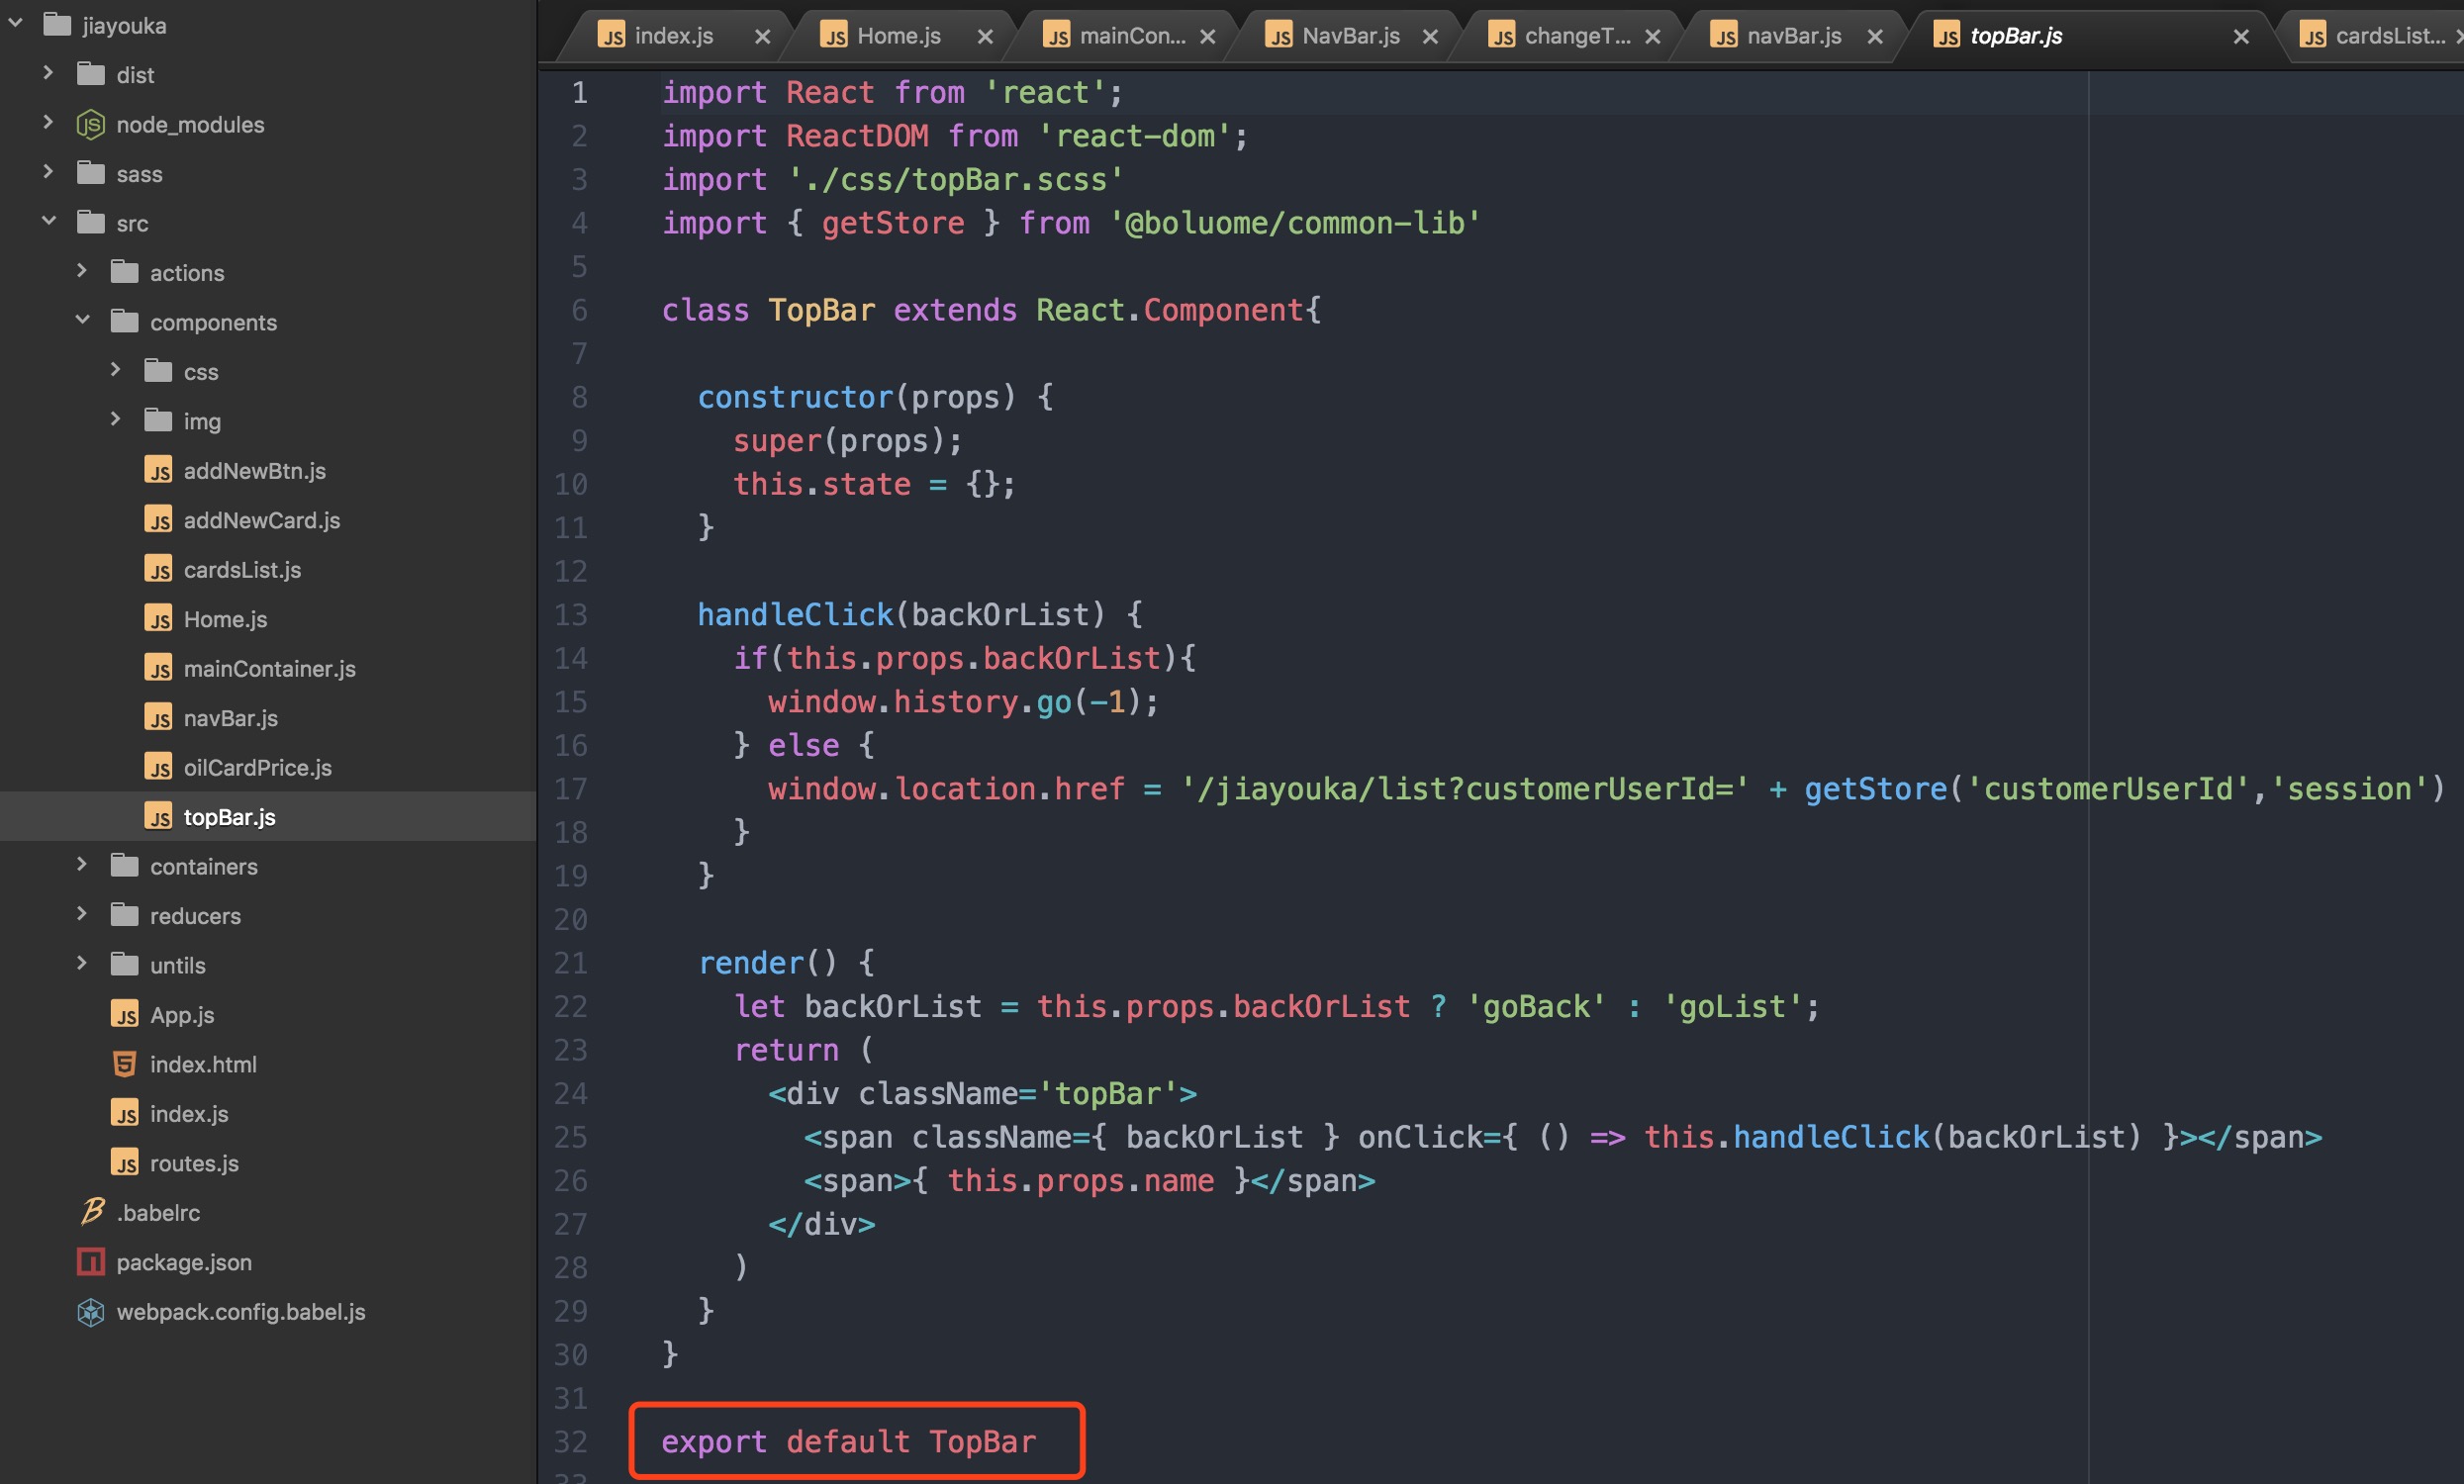 jiayouka
dist
node_modules
sass
src
actions
components
css
img
addNewBtn.js
addNewCard.js
cardsList.js
Home.js
mainContainer.js
navBar.js
oilCardPrice.js
topBar.js
containers
reducers
untils
App.js
index.html
index.js
routes.js
.babelrc
package.json
webpack.config.babel.js
index.js × Home.js × mainCon... × NavBar.js × changeT... × navBar.js × topBar.js × cardsList... ×
1 import React from 'react';
2 import ReactDOM from 'react-dom';
3 import './css/topBar.scss'
4 import { getStore } from '@boluome/common-lib'
5
6 class TopBar extends React.Component{
7
8 constructor(props) {
9 super(props);
10 this.state = {};
11 }
12
13 handleClick(backOrList) {
14 if(this.props.backOrList){
15 window.history.go(-1);
16 } else {
17 window.location.href = '/jiayouka/list?customerUserId=' + getStore('customerUserId','session')
18 }
19 }
20
21 render() {
22 let backOrList = this.props.backOrList ? 'goBack' : 'goList';
23 return (
24 <div className='topBar'>
25 <span className={ backOrList } onClick={ () => this.handleClick(backOrList) }></span>
26 <span>{ this.props.name }</span>
27 </div>
28 )
29 }
30 }
31
32 export default TopBar
33